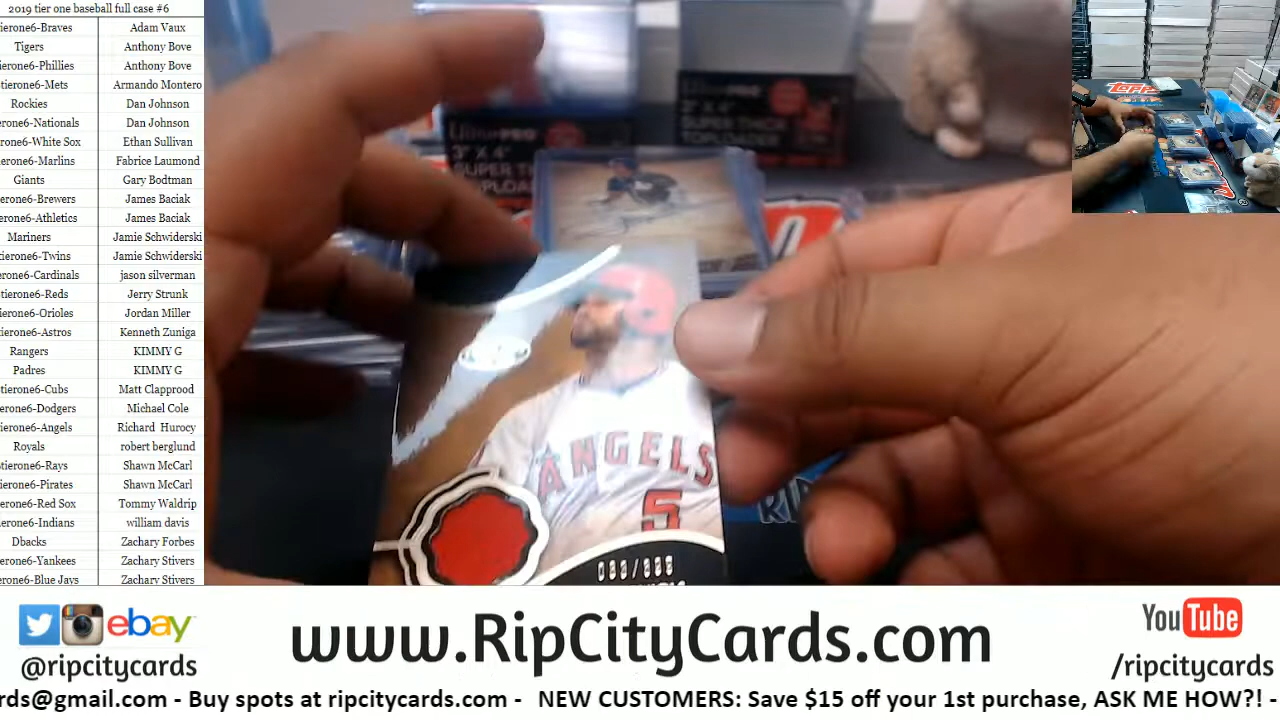 2019 tier one baseball full case #6
ierone6-Braves Adam Vaux
Tigers Anthony Bove
ierone6-Phillies Anthony Bove
tierone6-Mets Armando Montero
Rockies Dan Johnson
erone6-Nationals Dan Johnson
rone6-White Sox Ethan Sullivan
ierone6-Marlins Fabrice Laumond
Giants Gary Bodtman
erone6-Brewers James Baciak
erone6-Athletics James Baciak
Mariners Jamie Schwiderski
tierone6-Twins Jamie Schwiderski
erone6-Cardinals jason silverman
tierone6-Reds Jerry Strunk
ierone6-Orioles Jordan Miller
tierone6-Astros Kenneth Zuniga
Rangers KIMMY G
Padres KIMMY G
tierone6-Cubs Matt Clapprood
erone6-Dodgers Michael Cole
erone6-Angels Richard Hurocy
Royals robert berglund
tierone6-Rays Shawn McCarl
ierone6-Pirates Shawn McCarl
erone6-Red Sox Tommy Waldrip
erone6-Indians william davis
Dbacks Zachary Forbes
erone6-Yankees Zachary Stivers
erone6-Blue Jays Zachary Stivers
3" X 4"
SUPER THICK
TOPLOADER
3" X 4"
ANGELS
5
ebay
@ripcitycards
www.RipCityCards.com
YouTube
/ripcitycards
rds@gmail.com - Buy spots at ripcitycards.com - NEW CUSTOMERS: Save $15 off your 1st purchase, ASK ME HOW?! -